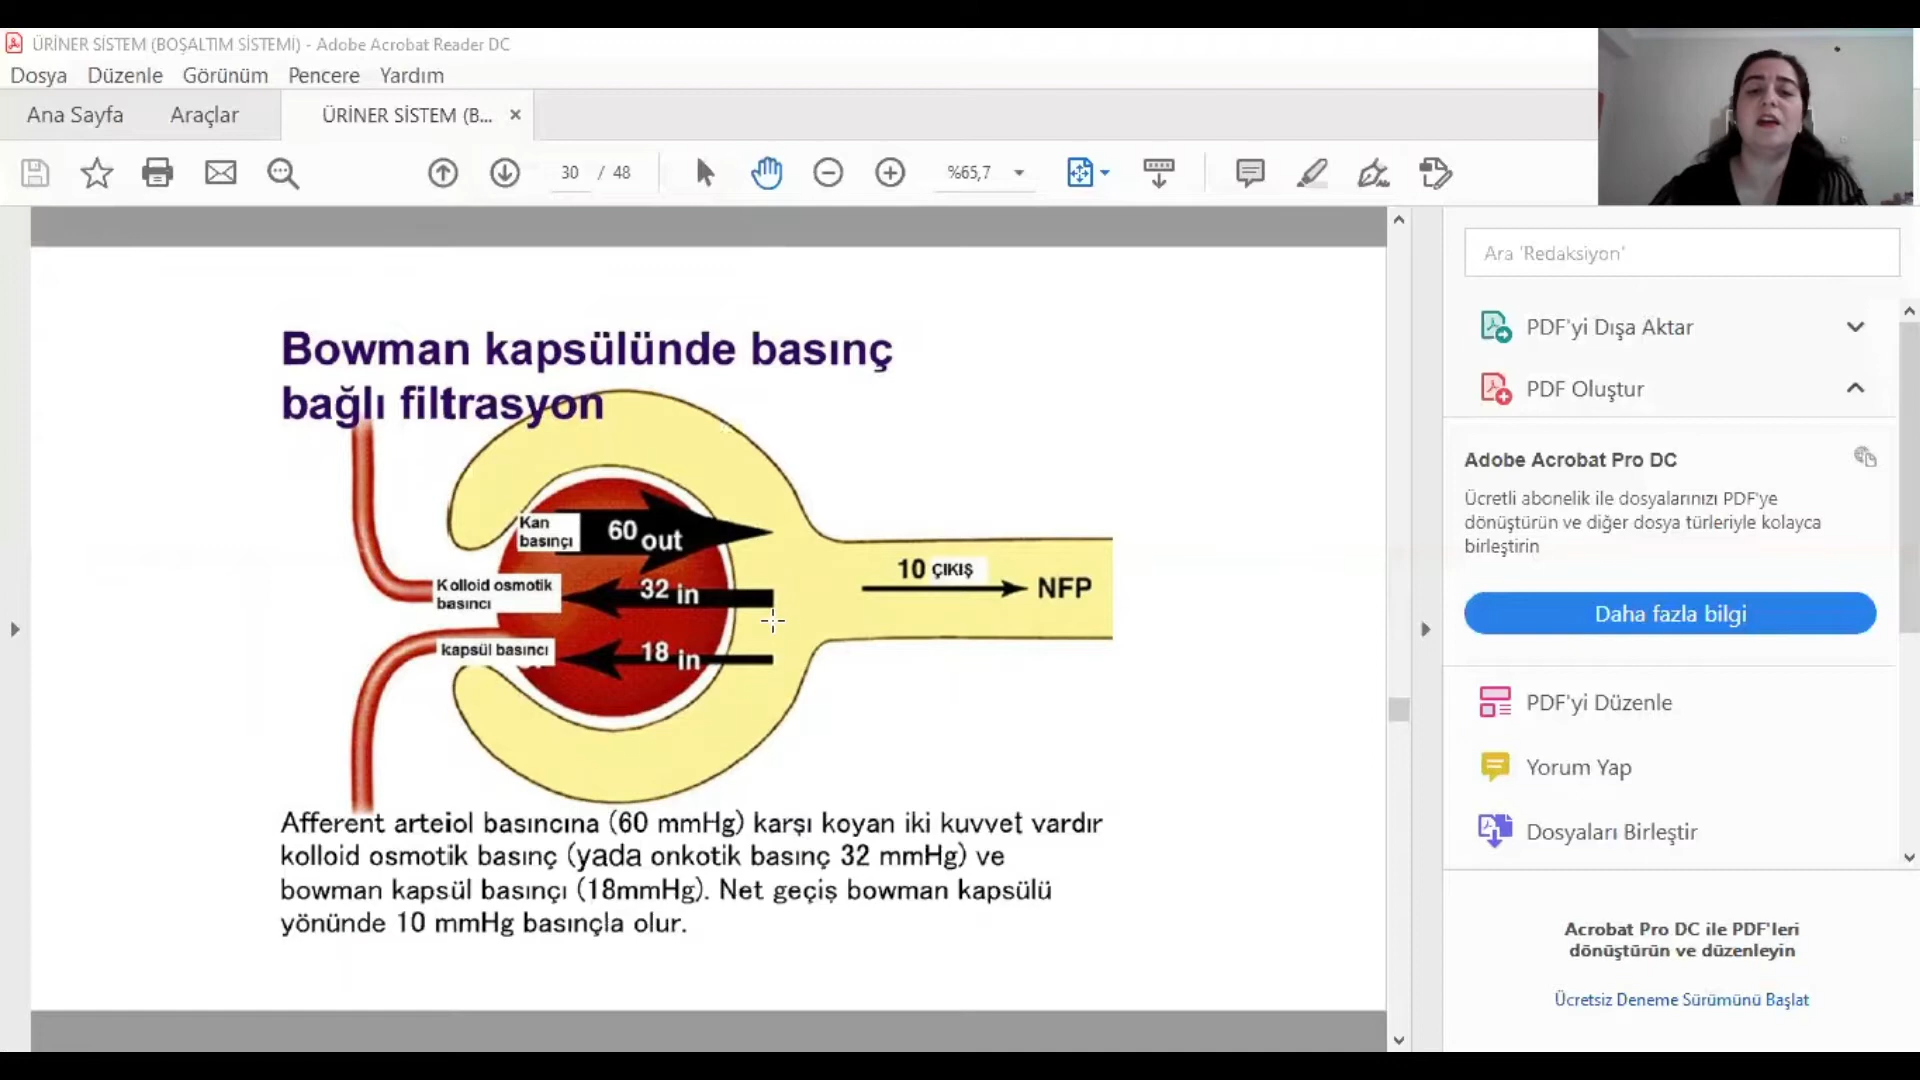 ÜRİNER SİSTEM (BOŞALTIM SİSTEMİ) - Adobe Acrobat Reader DC
Dosya Düzenle Görünüm Pencere Yardım
Ana Sayfa Araçlar ÜRİNER SİSTEM (B... ×
30 / 48 %65,7
Bowman kapsülünde basınç
bağlı filtrasyon
Kan
basınçı
60 out
Kolloid osmotik
basıncı
32 in
kapsül basıncı
18 in
10 ÇIKIŞ
NFP
Afferent arteiol basıncına (60 mmHg) karşı koyan iki kuvvet vardır
kolloid osmotik basınç (yada onkotik basınç 32 mmHg) ve
bowman kapsül basınçı (18mmHg). Net geçiş bowman kapsülü
yönünde 10 mmHg basınçla olur.
Ara 'Redaksiyon'
PDF'yi Dışa Aktar
PDF Oluştur
Adobe Acrobat Pro DC
Ücretli abonelik ile dosyalarınızı PDF'ye
dönüştürün ve diğer dosya türleriyle kolayca
birleştirin
Daha fazla bilgi
PDF'yi Düzenle
Yorum Yap
Dosyaları Birleştir
Acrobat Pro DC ile PDF'leri
dönüştürün ve düzenleyin
Ücretsiz Deneme Sürümünü Başlat